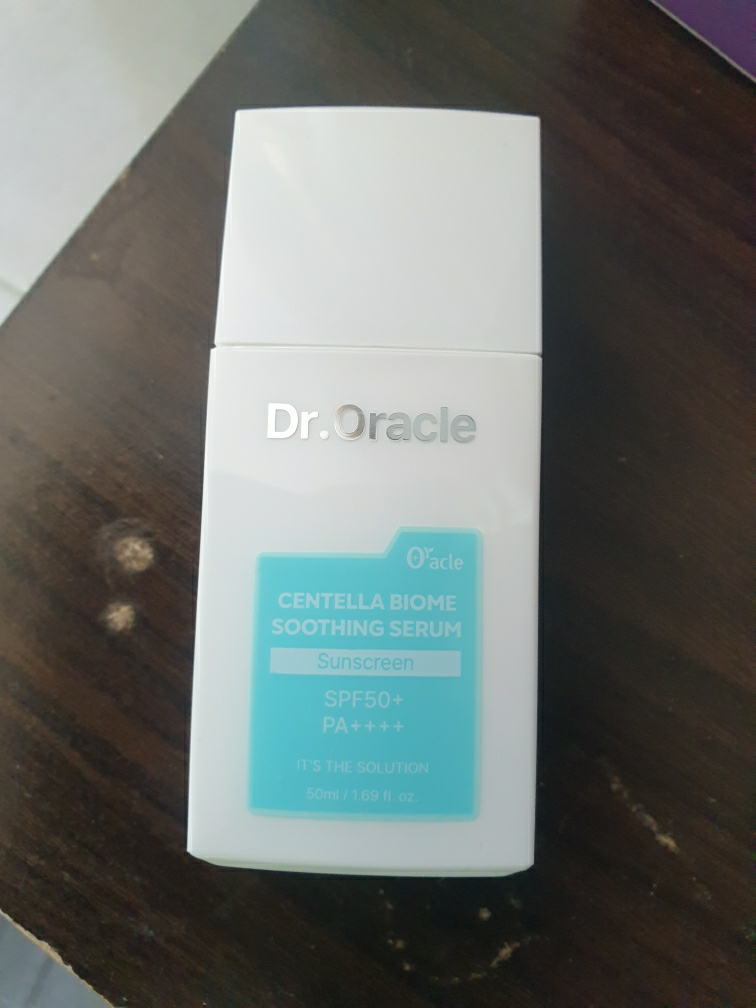 Dr.Oracle
Oracle
CENTELLA BIOME
SOOTHING SERUM
Sunscreen
SPF50+
PA++++
IT'S THE SOLUTION
50ml / 1.69 fl. oz.